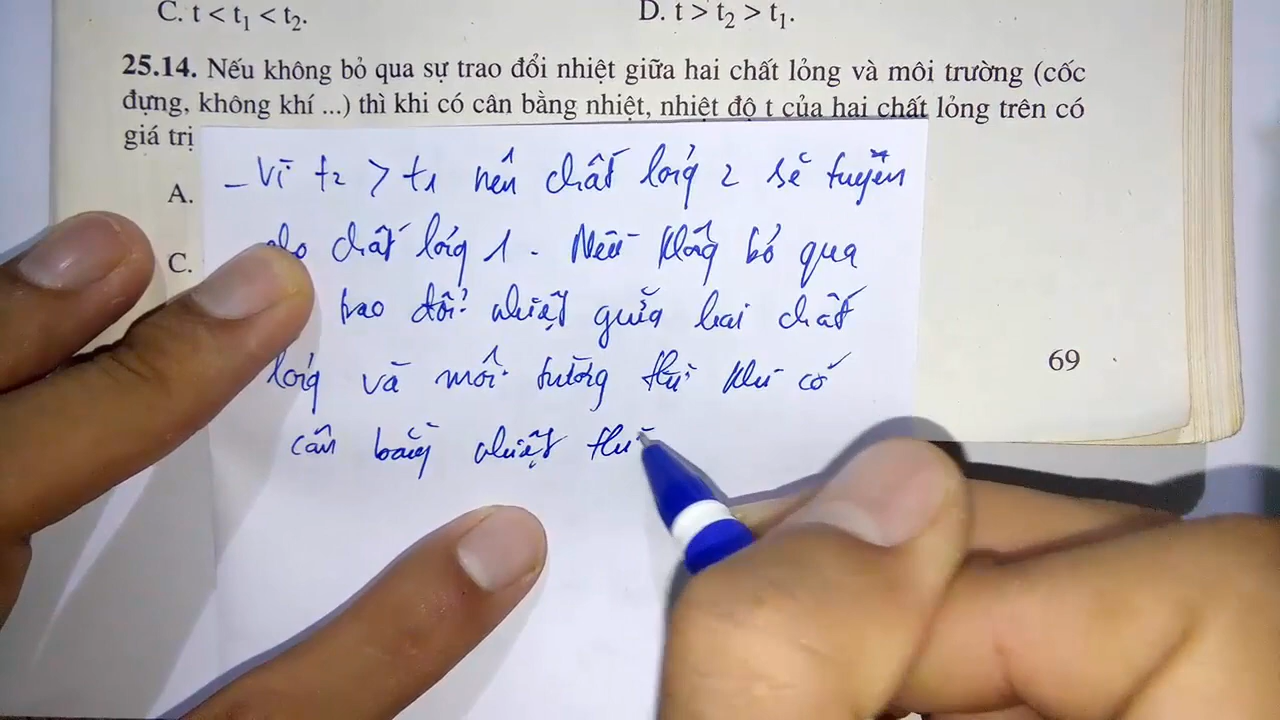 C. t < t₁ < t₂.
D. t > t₂ > t₁.
25.14. Nếu không bỏ qua sự trao đổi nhiệt giữa hai chất lỏng và môi trường (cốc
đựng, không khí ...) thì khi có cân bằng nhiệt, nhiệt độ t của hai chất lỏng trên có
giá trị
A.
C.
– Vì t₂ > t₁ nên chất lỏng 2 sẽ truyền
cho chất lỏng 1. Nếu không bỏ qua
trao đổi nhiệt giữa hai chất
lỏng và môi trường thì khi có
cân bằng nhiệt thì
69